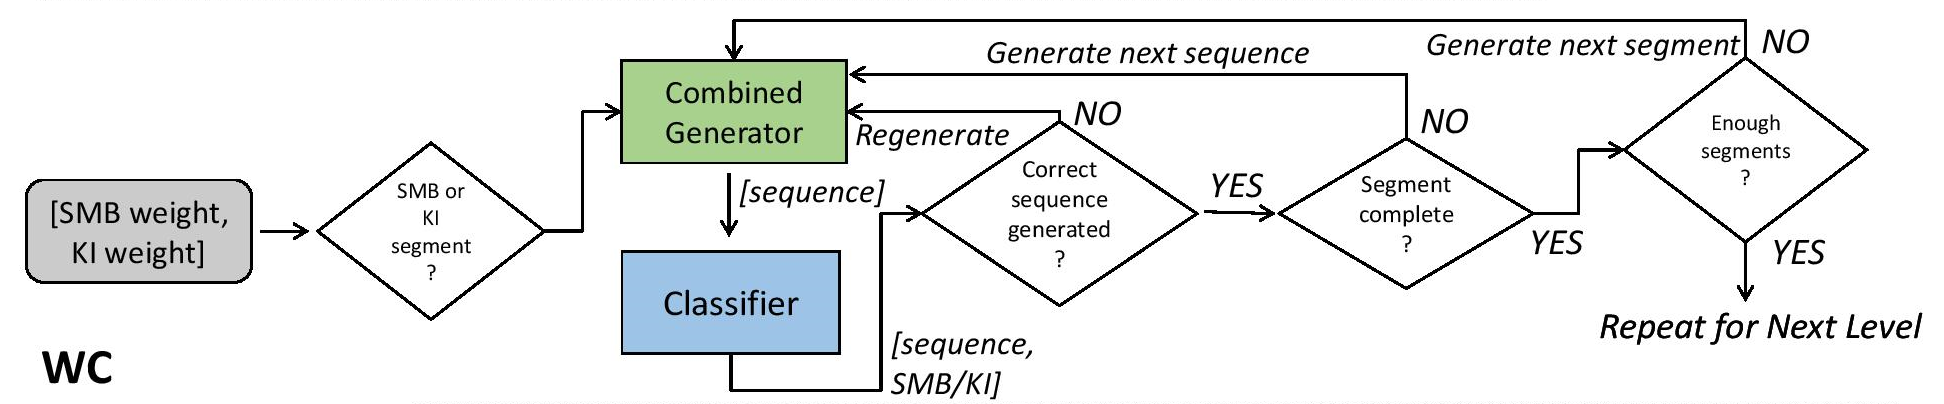 [SMB weight,
KI weight]
SMB or
KI
segment
?
Combined
Generator
[sequence]
Classifier
[sequence,
SMB/KI]
Regenerate
NO
Correct
sequence
generated
?
YES
Generate next sequence
NO
Segment
complete
?
YES
Generate next segment
NO
Enough
segments
?
YES
Repeat for Next Level
WC